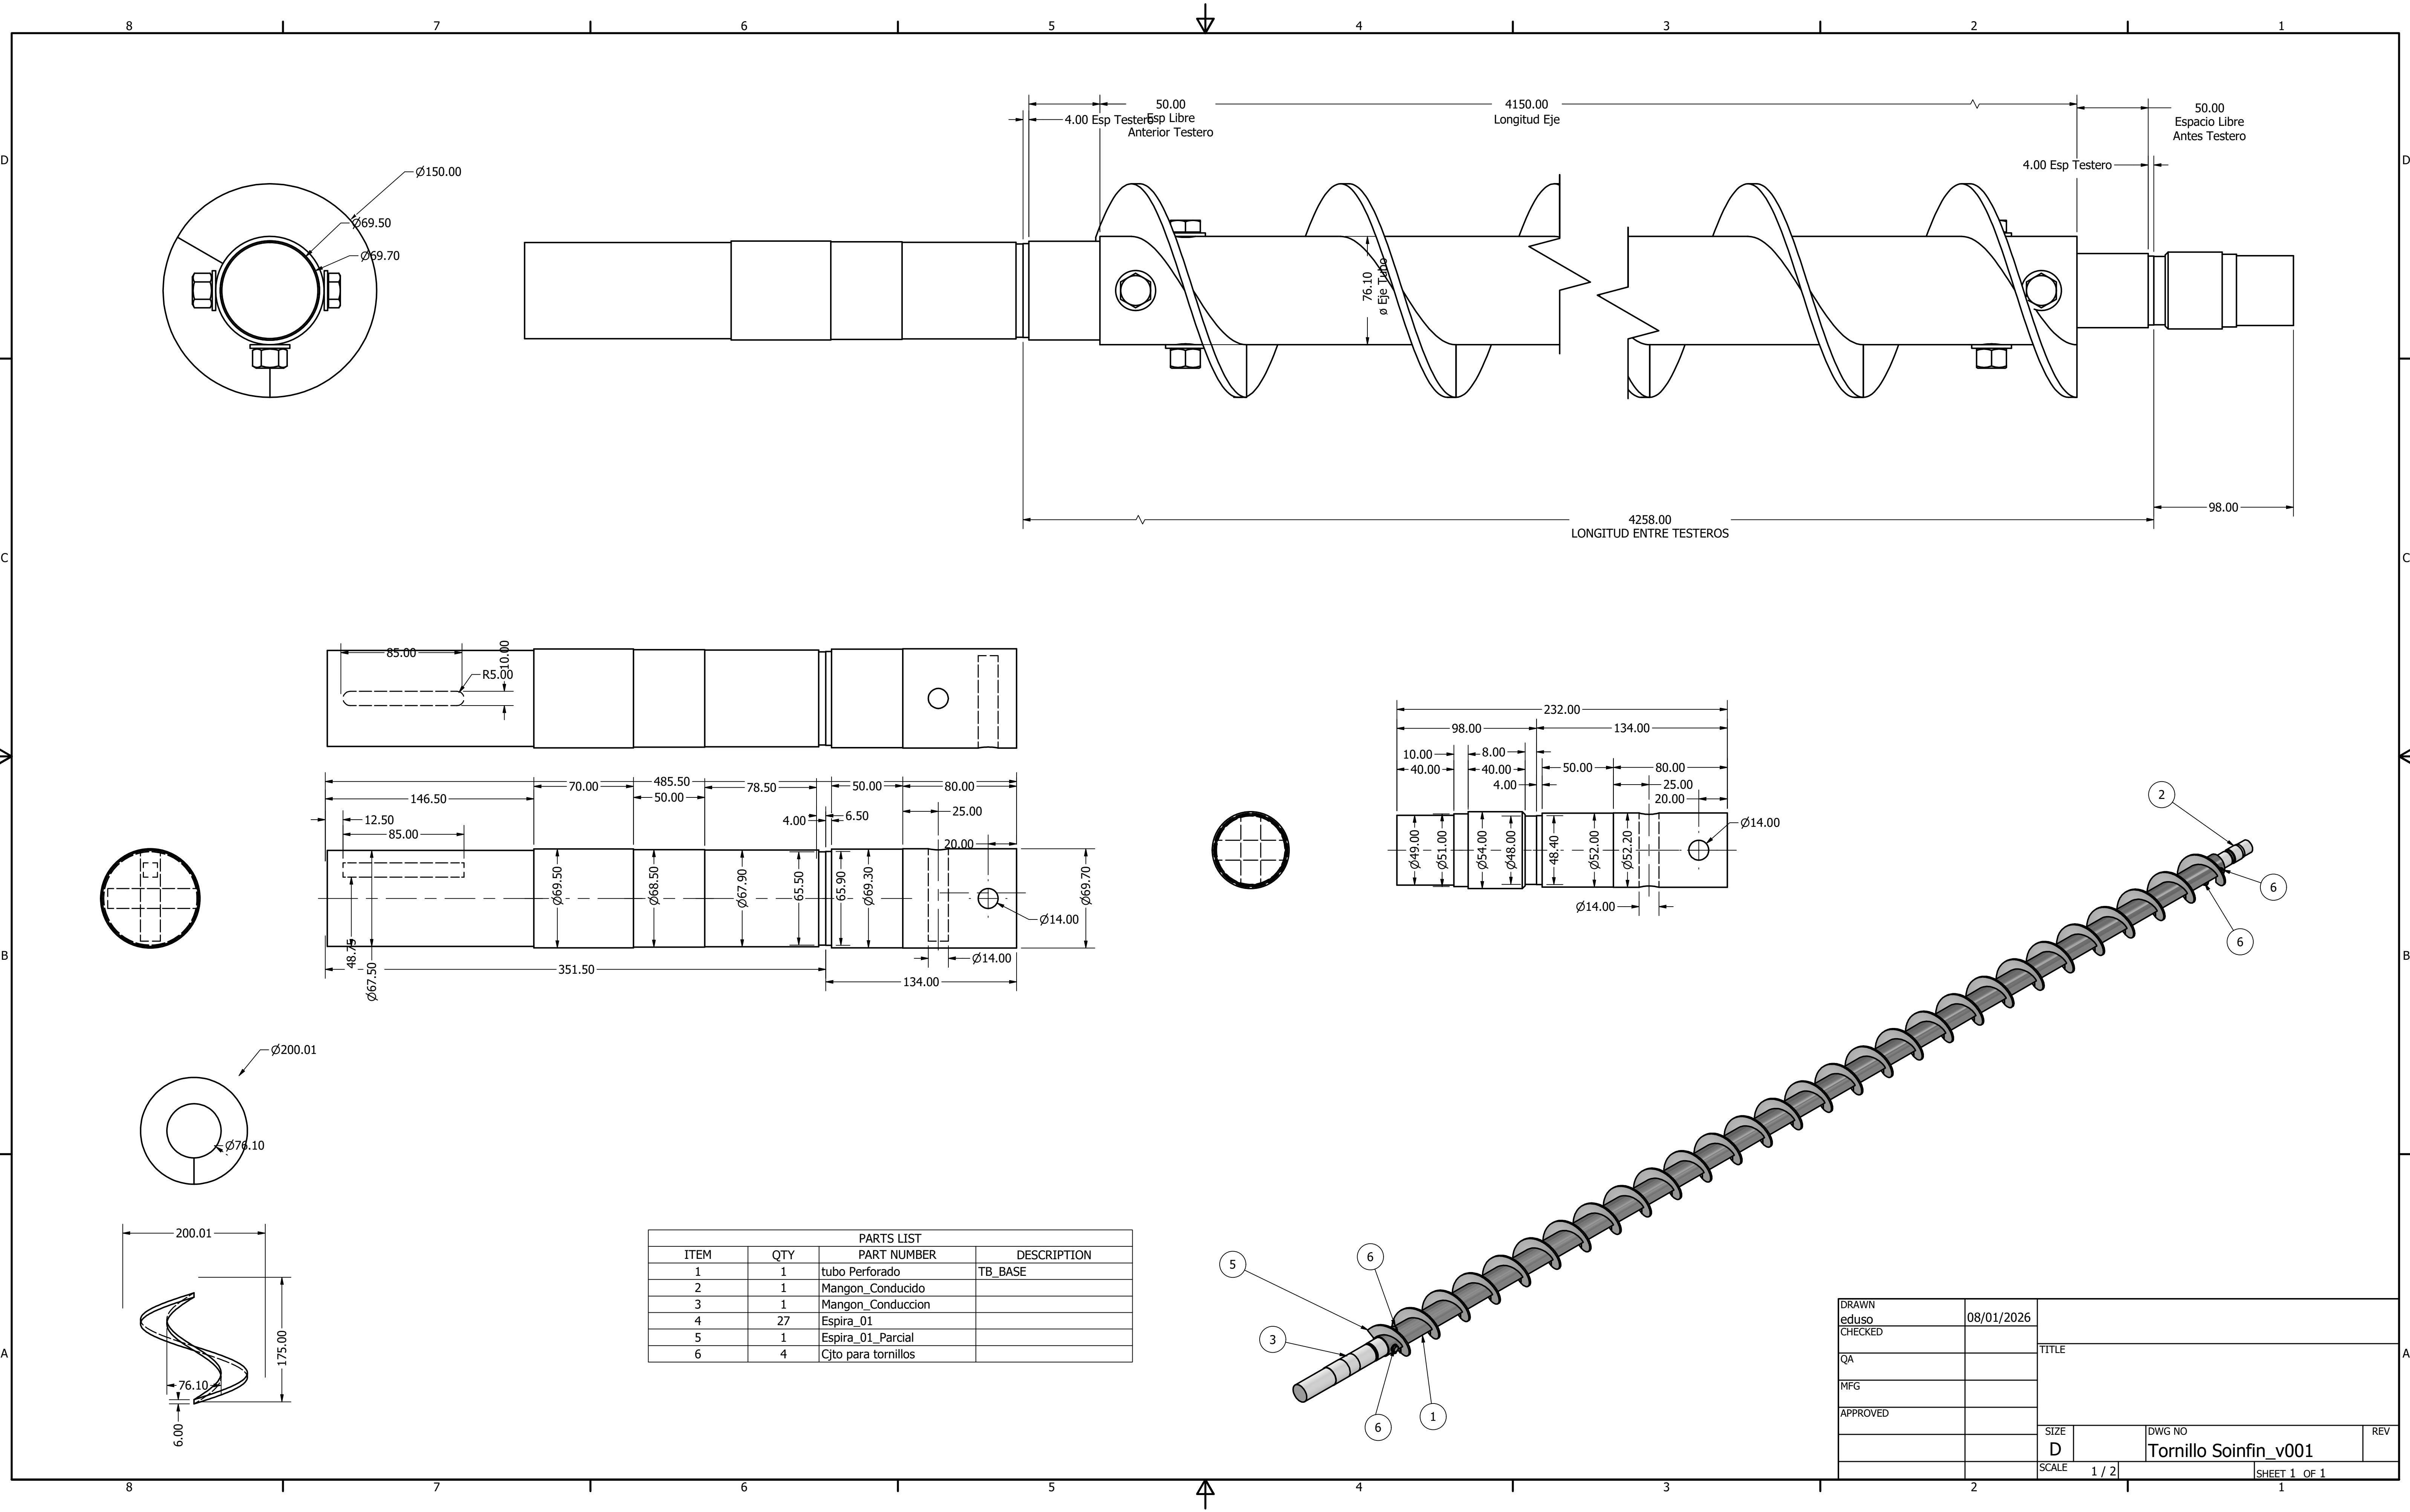 8 7 6 5 4 3 2 1
D
D
C
C
B
B
A
A
50.00
Esp Libre
Anterior Testero
4.00 Esp Testero
4150.00
Longitud Eje
50.00
Espacio Libre
Antes Testero
4.00 Esp Testero
Ø150.00
Ø69.50
Ø69.70
76.10
ø Eje Tubo
4258.00
LONGITUD ENTRE TESTEROS
98.00
85.00
10.00
R5.00
485.50
70.00
78.50
50.00
80.00
146.50
50.00
12.50
4.00
6.50
25.00
85.00
20.00
Ø69.50
Ø68.50
Ø67.90
65.50
65.90
Ø69.30
Ø69.70
Ø14.00
48.75
Ø67.50
Ø14.00
351.50
134.00
232.00
98.00
134.00
10.00
8.00
40.00
40.00
50.00
80.00
4.00
25.00
20.00
Ø14.00
Ø49.00
Ø51.00
Ø54.00
Ø48.00
48.40
Ø52.00
Ø52.20
Ø14.00
2
6
6
Ø200.01
Ø76.10
200.01
175.00
76.10
6.00
5
6
3
6
1
PARTS LIST
ITEM QTY PART NUMBER DESCRIPTION
1 1 tubo Perforado TB_BASE
2 1 Mangon_Conducido
3 1 Mangon_Conduccion
4 27 Espira_01
5 1 Espira_01_Parcial
6 4 Cjto para tornillos
DRAWN
eduso 08/01/2026
CHECKED
QA
MFG
APPROVED
TITLE
SIZE
D
DWG NO
Tornillo Soinfin_v001
REV
SCALE 1 / 2
SHEET 1 OF 1
8 7 6 5 4 3 2 1